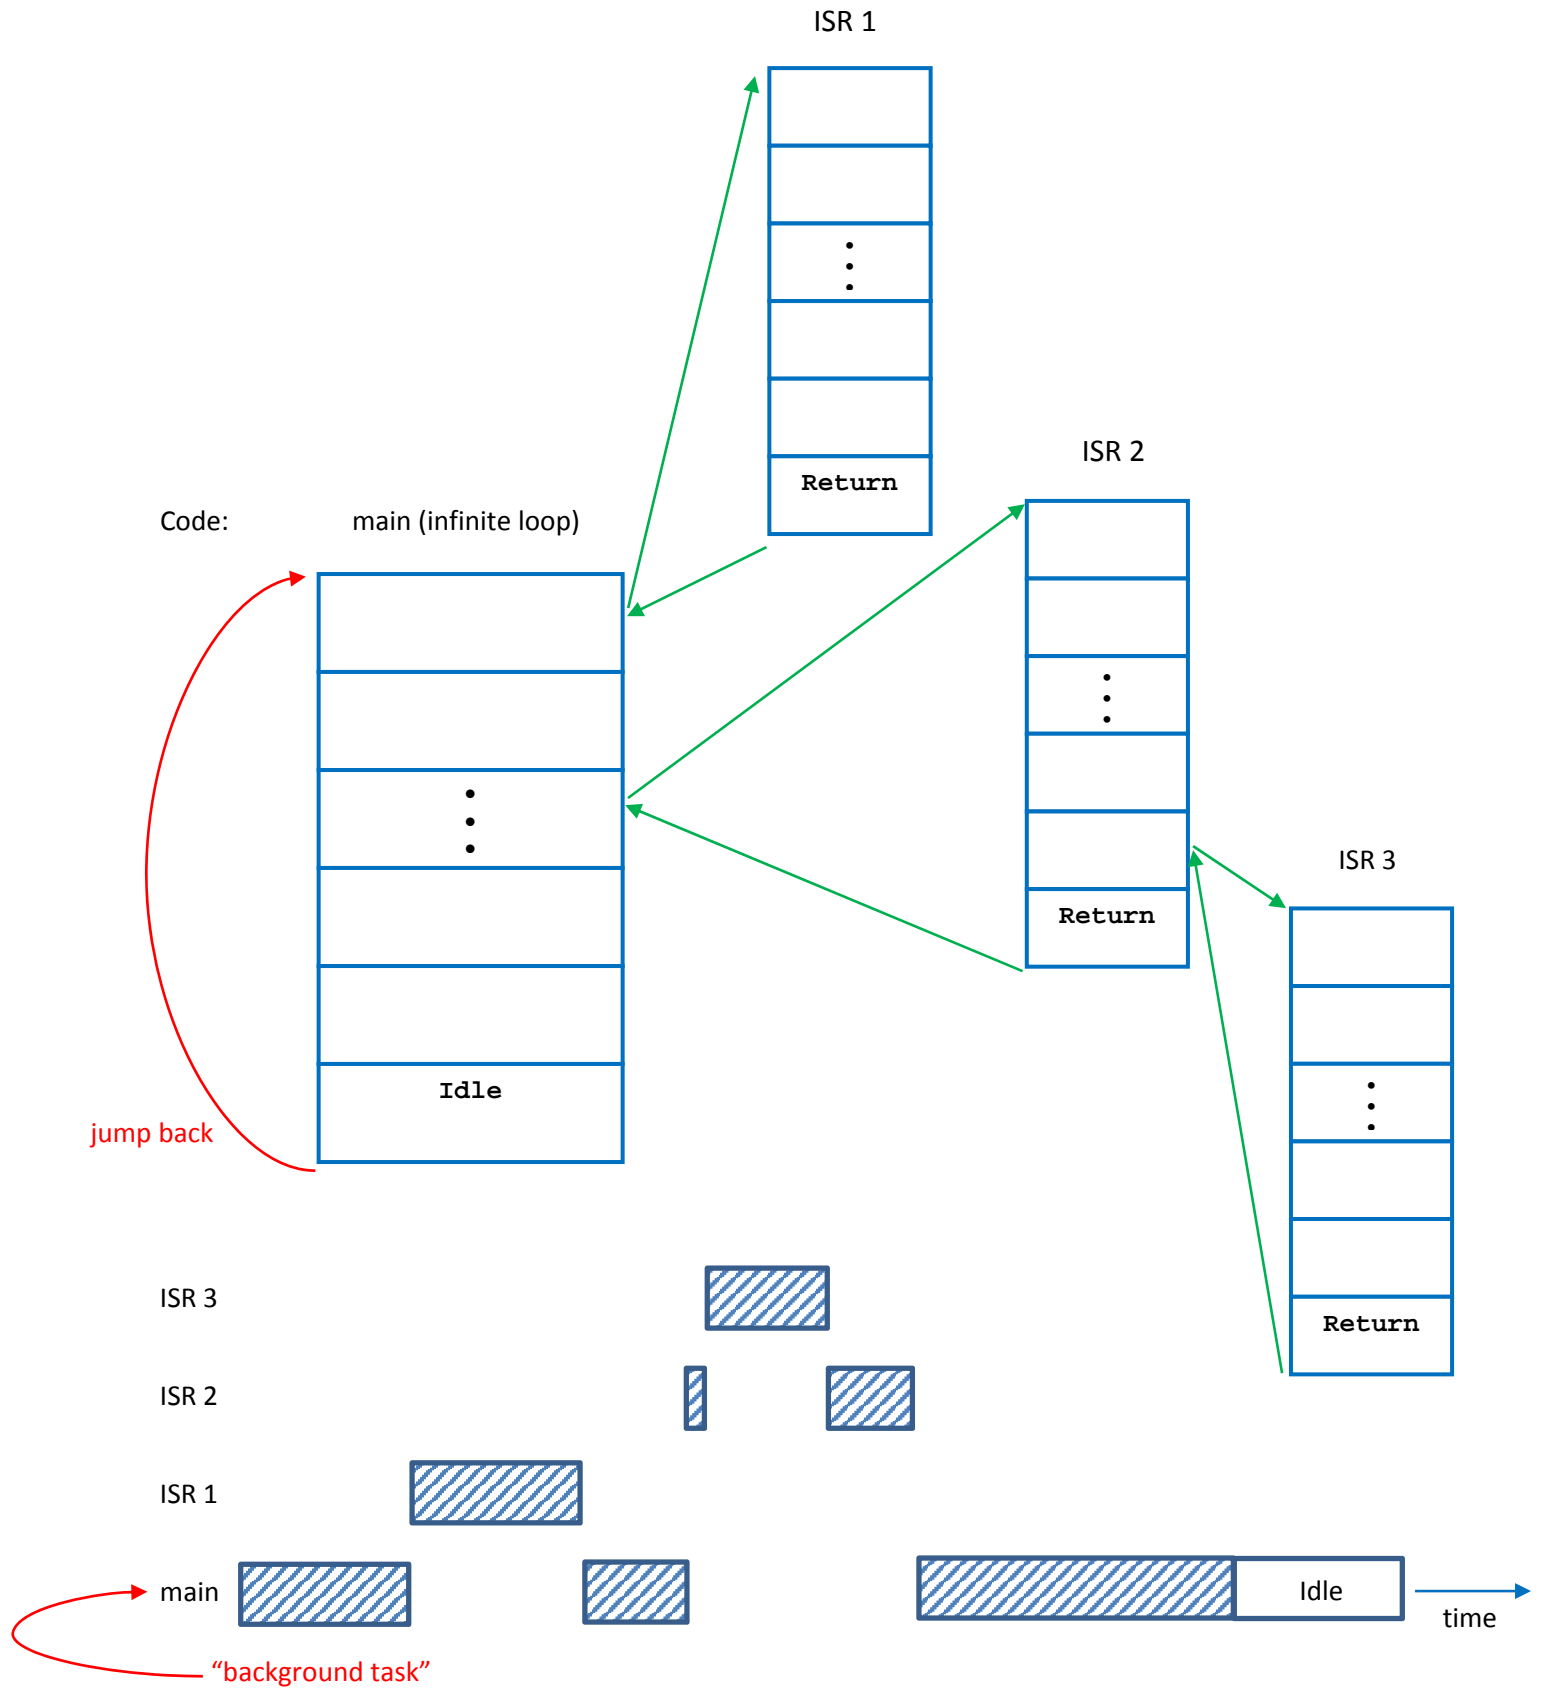 ISR 1
Return
ISR 2
Code: main (infinite loop)
Return
ISR 3
Idle
jump back
Return
ISR 3
ISR 2
ISR 1
main
Idle
time
“background task”